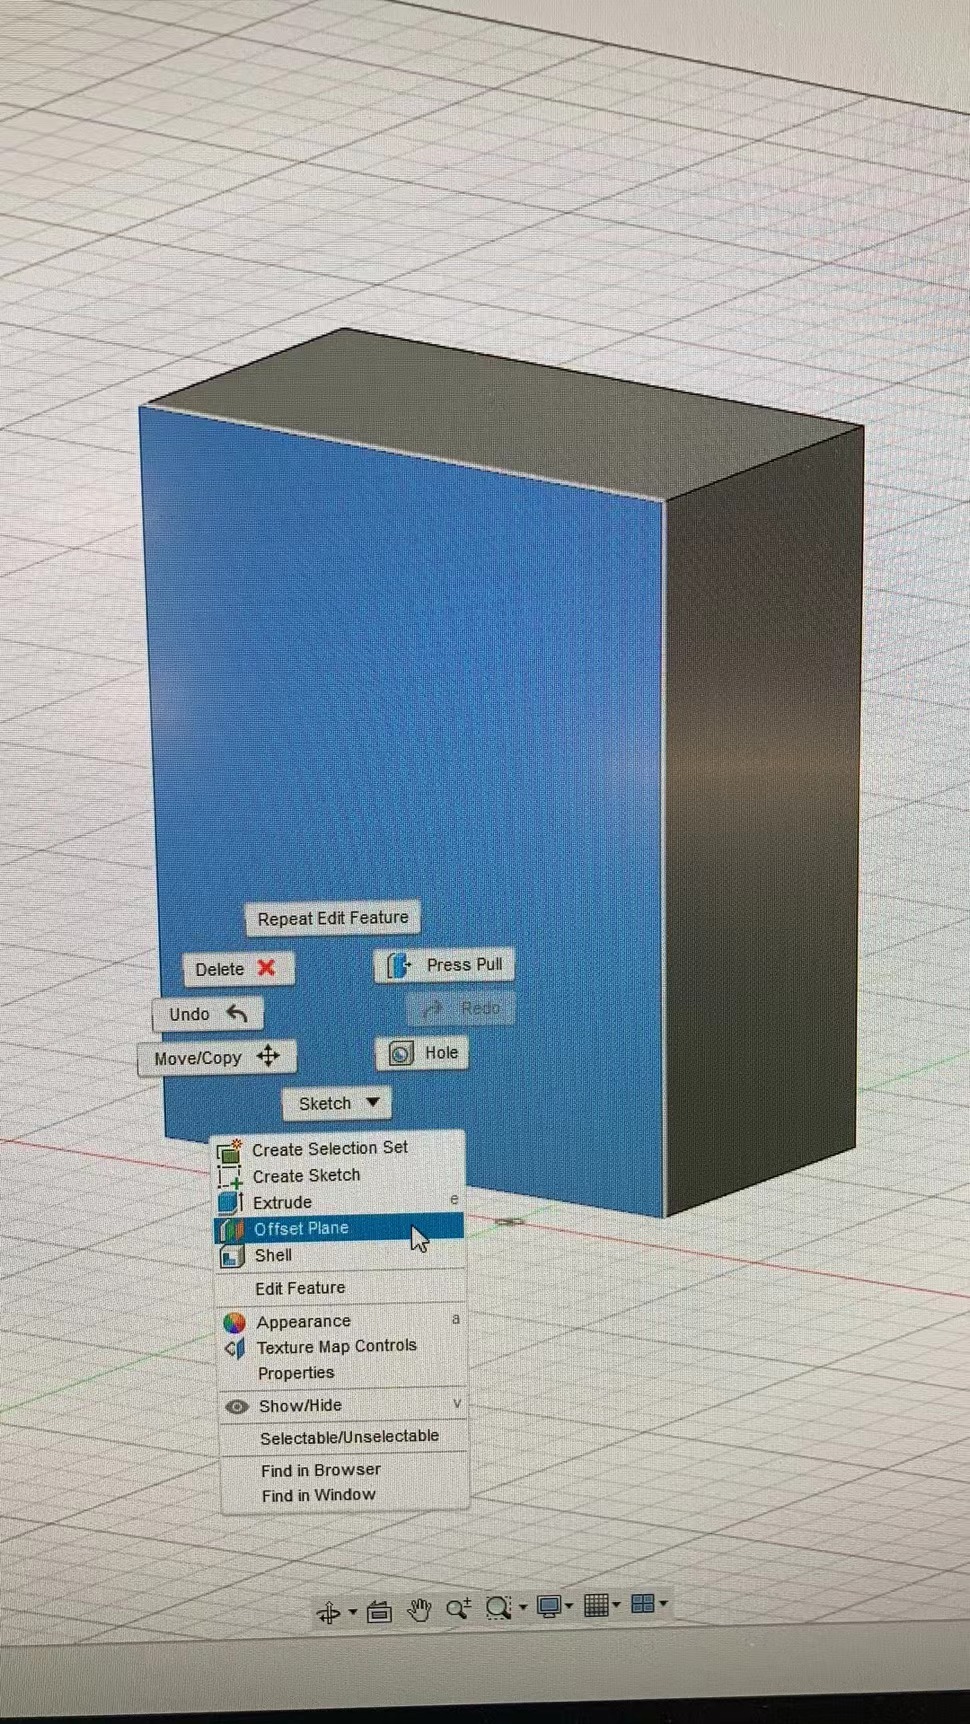 Repeat Edit Feature
Delete
Press Pull
Undo
Redo
Move/Copy
Hole
Sketch
Create Selection Set
Create Sketch
Extrude e
Offset Plane
Shell
Edit Feature
Appearance a
Texture Map Controls
Properties
Show/Hide v
Selectable/Unselectable
Find in Browser
Find in Window